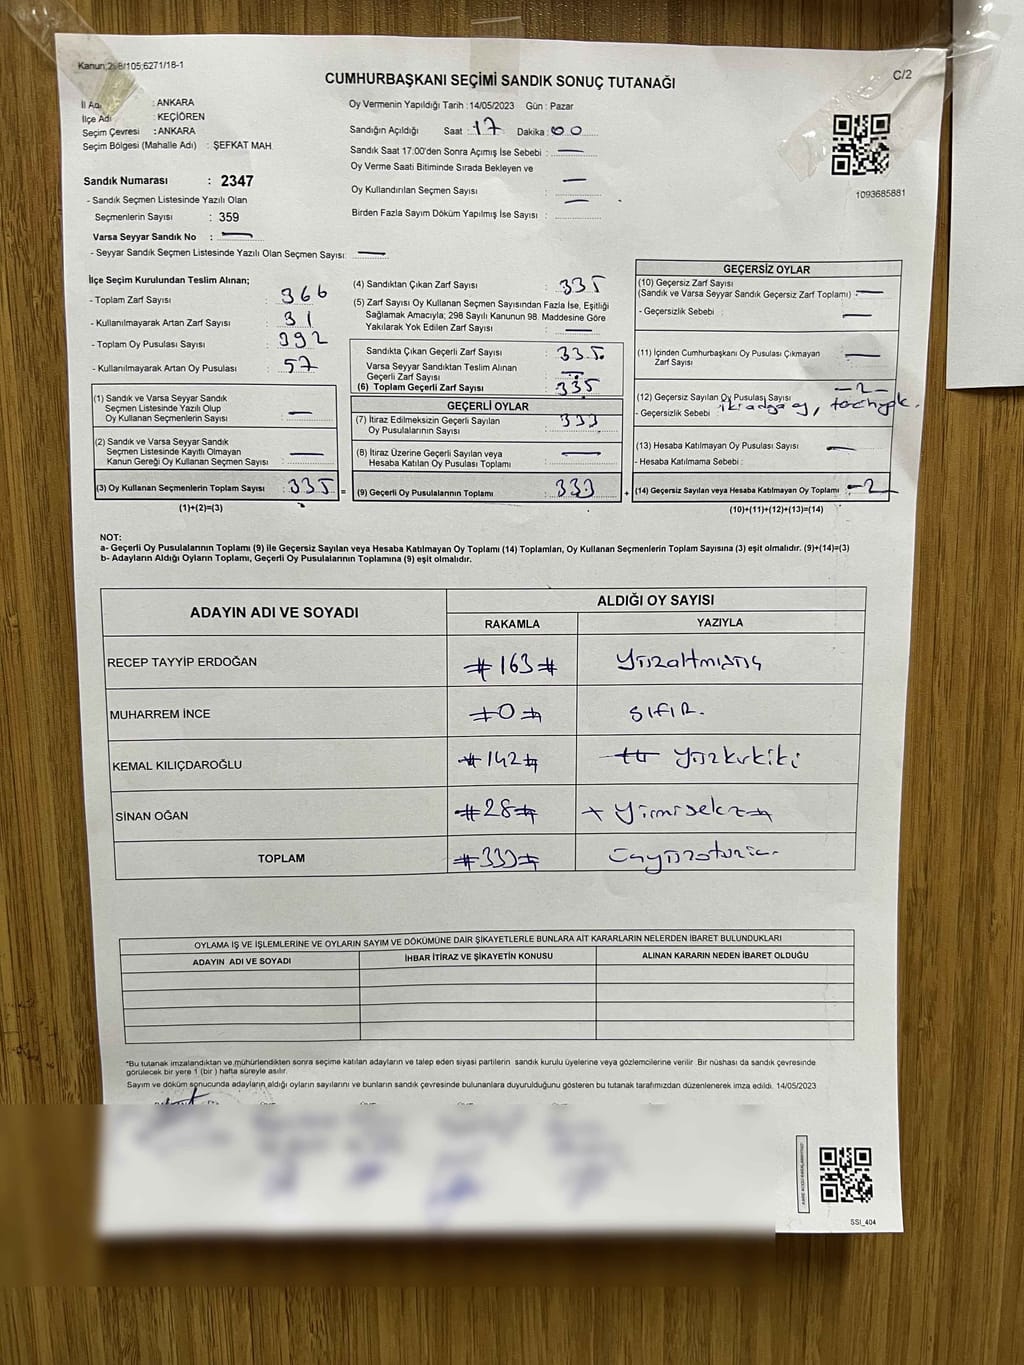 Kanun:298/105;6271/18-1
CUMHURBAŞKANI SEÇİMİ SANDIK SONUÇ TUTANAĞI
C/2
İl Adı : ANKARA
İlçe Adı : KEÇİÖREN
Seçim Çevresi : ANKARA
Seçim Bölgesi (Mahalle Adı) : ŞEFKAT MAH.
Sandık Numarası : 2347
- Sandık Seçmen Listesinde Yazılı Olan
Seçmenlerin Sayısı : 359
Varsa Seyyar Sandık No : —
- Seyyar Sandık Seçmen Listesinde Yazılı Olan Seçmen Sayısı: —
Oy Vermenin Yapıldığı Tarih : 14/05/2023 Gün : Pazar
Sandığın Açıldığı Saat : 17 Dakika : 00
Sandık Saat 17:00'den Sonra Açımış İse Sebebi : —
Oy Verme Saati Bitiminde Sırada Bekleyen ve
Oy Kullandırılan Seçmen Sayısı : —
Birden Fazla Sayım Döküm Yapılmış İse Sayısı : —
1093685881
İlçe Seçim Kurulundan Teslim Alınan;
- Toplam Zarf Sayısı : 366
- Kullanılmayarak Artan Zarf Sayısı : 31
- Toplam Oy Pusulası Sayısı : 392
- Kullanılmayarak Artan Oy Pusulası : 57
(1) Sandık ve Varsa Seyyar Sandık
Seçmen Listesinde Yazılı Olup
Oy Kullananan Seçmenlerin Sayısı : —
(2) Sandık ve Varsa Seyyar Sandık
Seçmen Listesinde Kayıtlı Olmayan
Kanun Gereği Oy Kullanan Seçmen Sayısı : —
(3) Oy Kullanan Seçmenlerin Toplam Sayısı : 335 =
(1)+(2)=(3)
(4) Sandıktan Çıkan Zarf Sayısı : 335
(5) Zarf Sayısı Oy Kullanan Seçmen Sayısından Fazla İse, Eşitliği
Sağlamak Amacıyla; 298 Sayılı Kanunun 98. Maddesine Göre
Yakılarak Yok Edilen Zarf Sayısı : —
Sandıkta Çıkan Geçerli Zarf Sayısı : 335
Varsa Seyyar Sandıktan Teslim Alınan
Geçerli Zarf Sayısı : —
(6) Toplam Geçerli Zarf Sayısı : 335
GEÇERLİ OYLAR
(7) İtiraz Edilmeksizin Geçerli Sayılan
Oy Pusulalarının Sayısı : 333
(8) İtiraz Üzerine Geçerli Sayılan veya
Hesaba Katılan Oy Pusulası Toplamı : —
(9) Geçerli Oy Pusulalarının Toplamı : 333 +
GEÇERSİZ OYLAR
(10) Geçersiz Zarf Sayısı
(Sandık ve Varsa Seyyar Sandık Geçersiz Zarf Toplamı) : —
- Geçersizlik Sebebi : —
(11) İçinden Cumhurbaşkanı Oy Pusulası Çıkmayan
Zarf Sayısı : —
(12) Geçersiz Sayılan Oy Pusulası Sayısı : —2—
- Geçersizlik Sebebi :
(13) Hesaba Katılmayan Oy Pusulası Sayısı : —
- Hesaba Katılmama Sebebi :
(14) Geçersiz Sayılan veya Hesaba Katılmayan Oy Toplamı : —2—
(10)+(11)+(12)+(13)=(14)
NOT:
a- Geçerli Oy Pusulalarının Toplamı (9) ile Geçersiz Sayılan veya Hesaba Katılmayan Oy Toplamı (14) Toplamları, Oy Kullanan Seçmenlerin Toplam Sayısına (3) eşit olmalıdır. (9)+(14)=(3)
b- Adayların Aldığı Oyların Toplamı, Geçerli Oy Pusulalarının Toplamına (9) eşit olmalıdır.
ADAYIN ADI VE SOYADI ALDIĞI OY SAYISI
RAKAMLA YAZIYLA
RECEP TAYYİP ERDOĞAN #163# yüzaltmışüç
MUHARREM İNCE #0# SIFIR.
KEMAL KILIÇDAROĞLU #142# yüzkırkiki
SİNAN OĞAN #28# yirmisekiz
TOPLAM #333#
OYLAMA İŞ VE İŞLEMLERİNE VE OYLARIN SAYIM VE DÖKÜMÜNE DAİR ŞİKAYETLERLE BUNLARA AİT KARARLARIN NELERDEN İBARET BULUNDUKLARI
ADAYIN ADI VE SOYADI İHBAR İTİRAZ VE ŞİKAYETİN KONUSU ALINAN KARARIN NEDEN İBARET OLDUĞU
*Bu tutanak imzalandıktan ve mühürlendikten sonra seçime katılan adayların ve talep eden siyasi partilerin sandık kurulu üyelerine veya gözlemcilerine verilir. Bir nüshası da sandık çevresinde
görülecek bir yere 1 (bir ) hafta süreyle asılır.
Sayım ve döküm sonucunda adayların aldığı oyların sayılarını ve bunların sandık çevresinde bulunanlara duyurulduğunu gösteren bu tutanak tarafımızdan düzenlenerek imza edildi. 14/05/2023
SSI_404